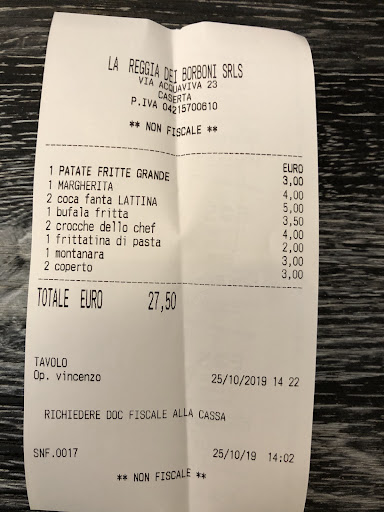 LA REGGIA DEI BORBONI SRLS
VIA ACQUAVIVA 23
CASERTA
P.IVA 04215700610
** NON FISCALE **
EURO
1 PATATE FRITTE GRANDE 3,00
1 MARGHERITA 4,00
2 coca fanta LATTINA 5,00
1 bufala fritta 3,50
2 crocche dello chef 4,00
1 frittatina di pasta 2,00
1 montanara 3,00
2 coperto 3,00
TOTALE EURO 27,50
TAVOLO
Op. vincenzo 25/10/2019 14 22
RICHIEDERE DOC FISCALE ALLA CASSA
SNF.0017 25/10/19 14:02
** NON FISCALE **